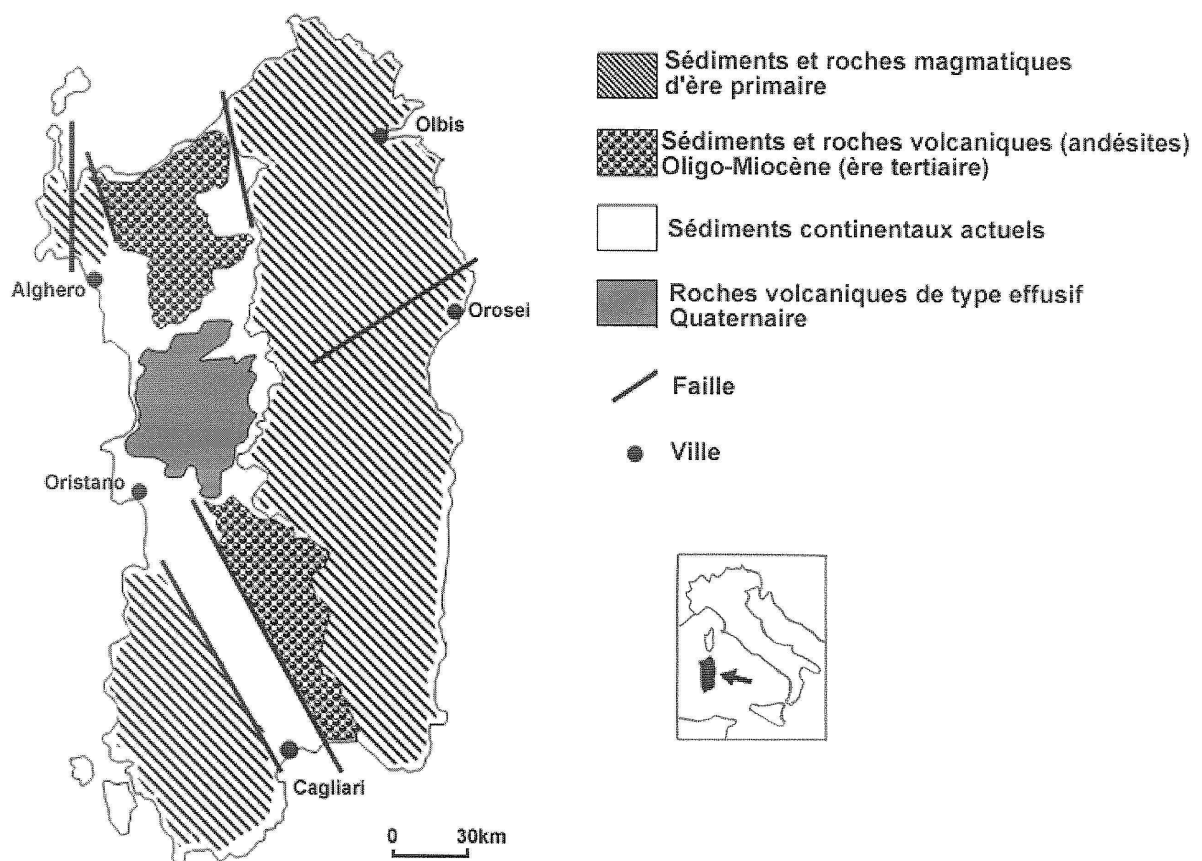 Olbis
Alghero
Orosei
Oristano
Cagliari
0 30km
Sédiments et roches magmatiques
d'ère primaire
Sédiments et roches volcaniques (andésites)
Oligo-Miocène (ère tertiaire)
Sédiments continentaux actuels
Roches volcaniques de type effusif
Quaternaire
Faille
Ville